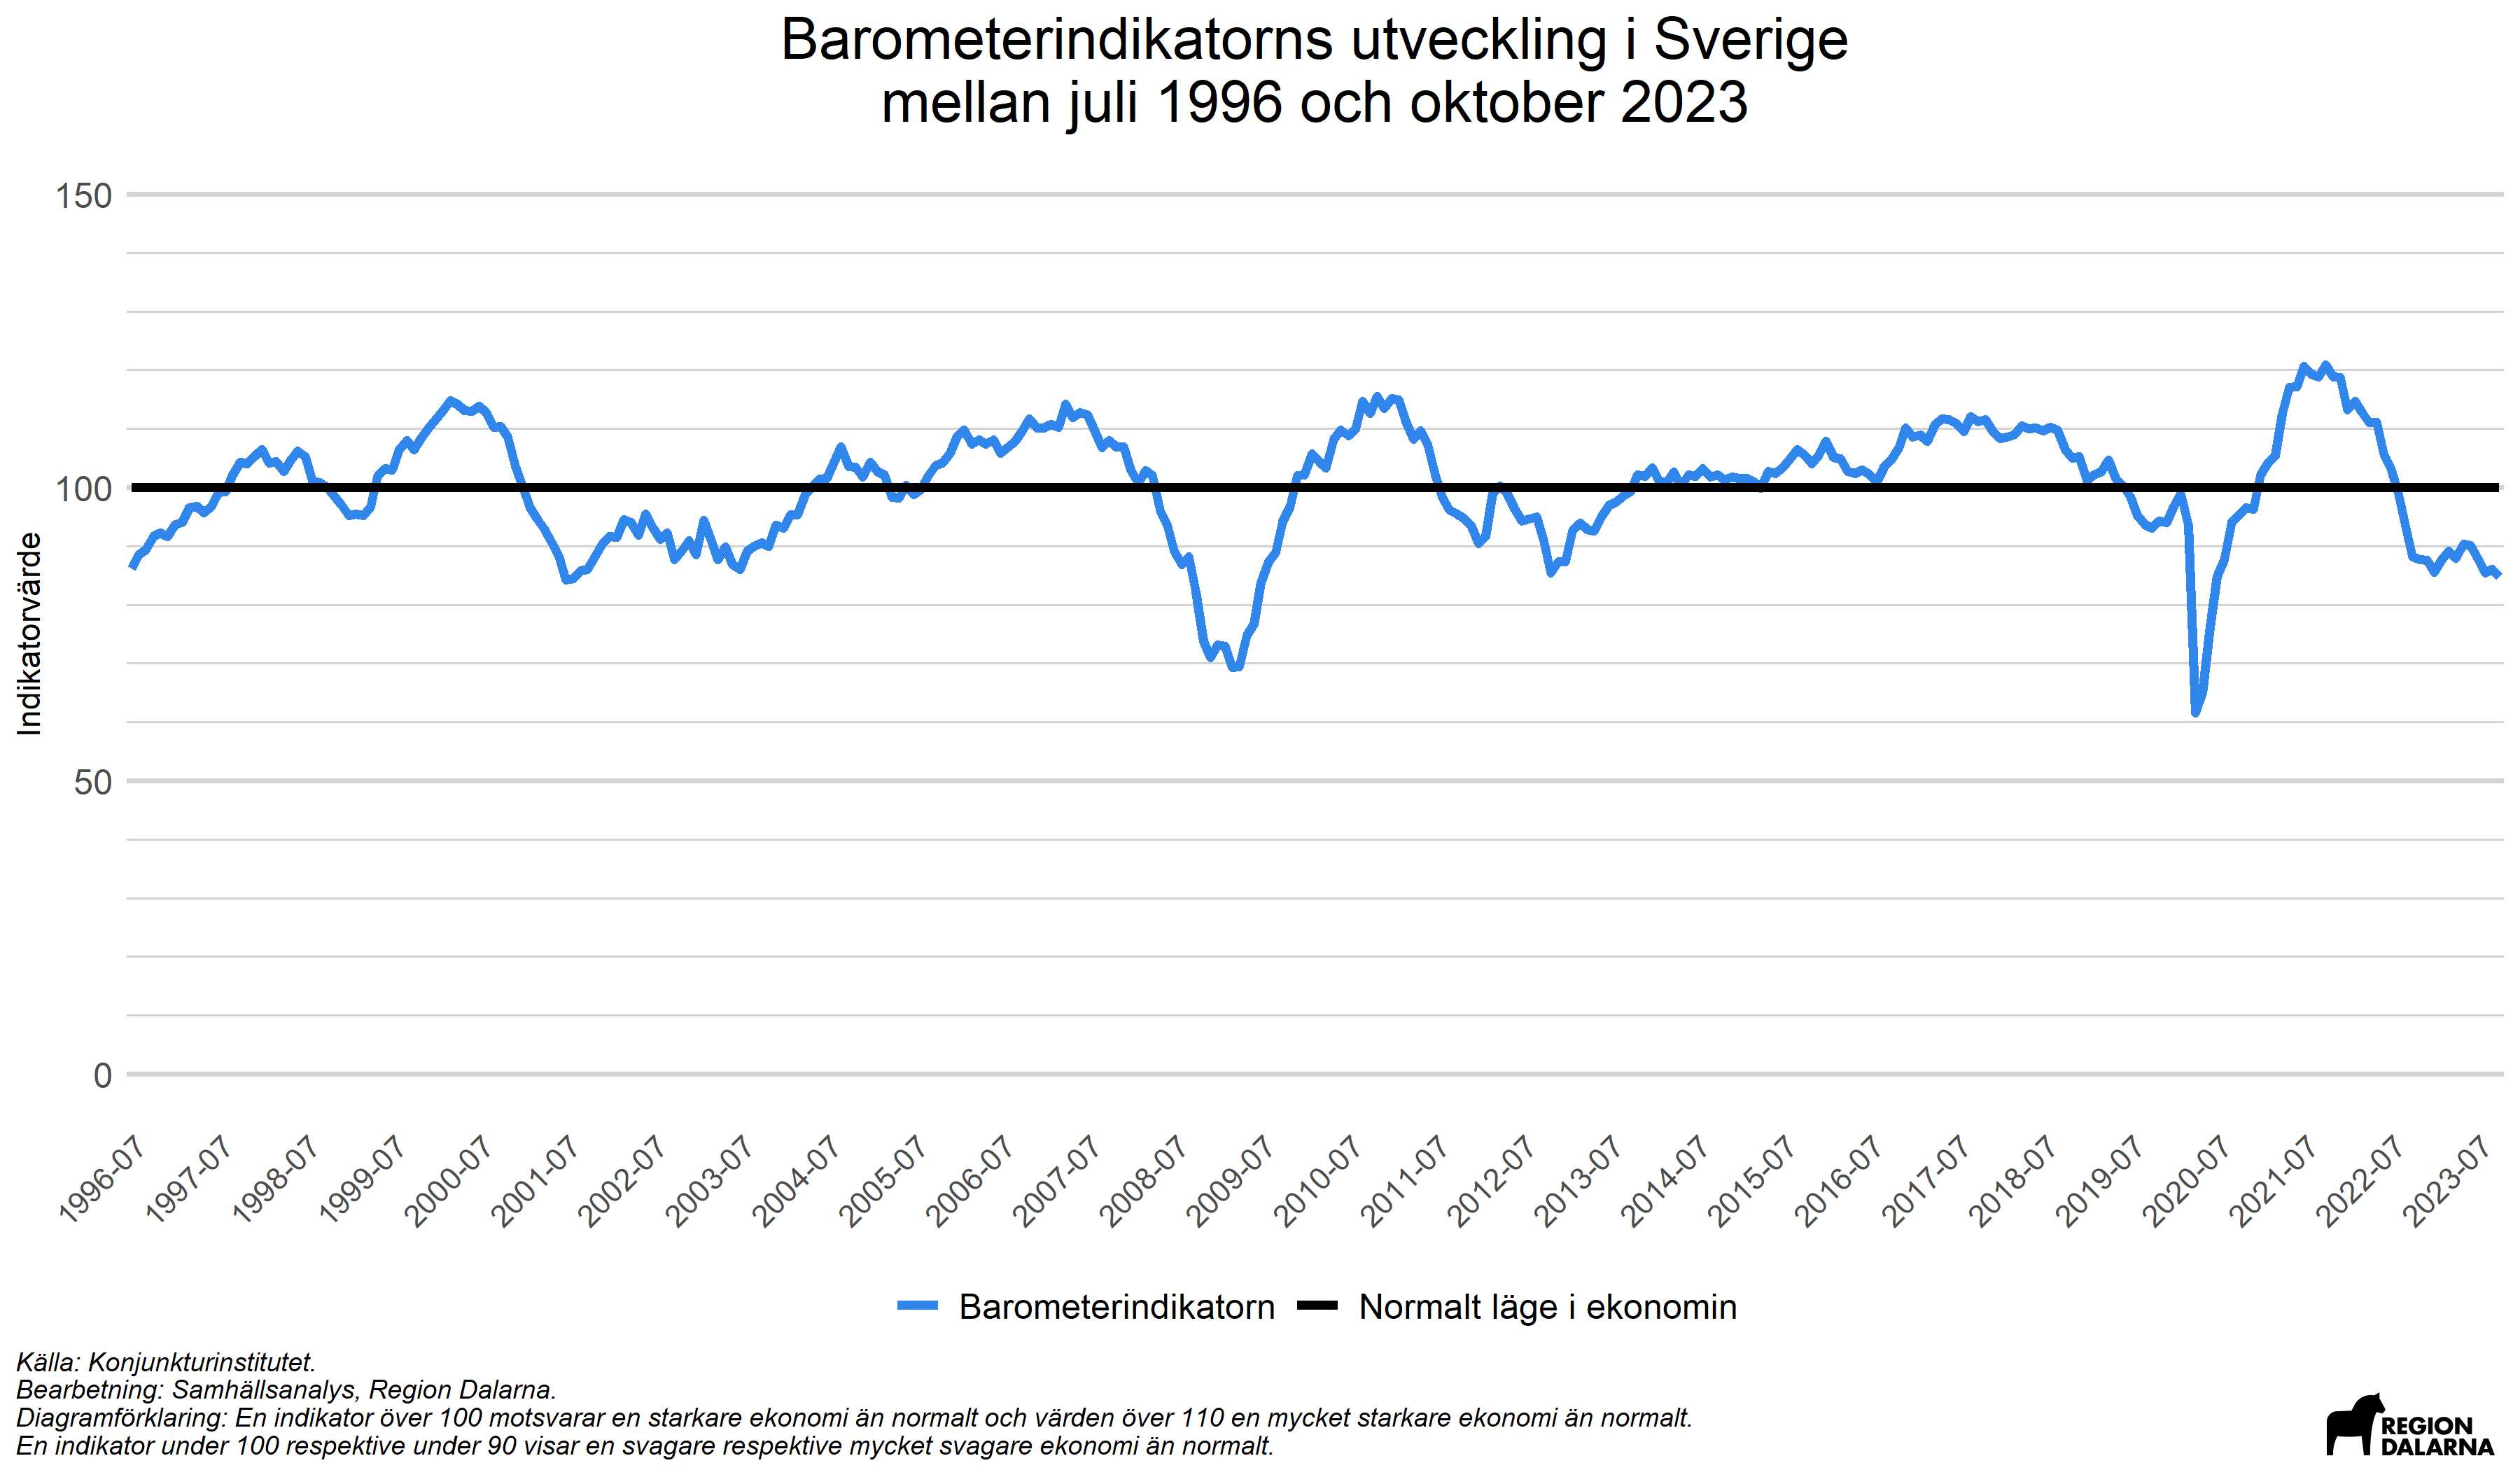 Barometerindikatorns utveckling i Sverige
mellan juli 1996 och oktober 2023
150
100
50
0
Indikatorvärde
1996-07
1997-07
1998-07
1999-07
2000-07
2001-07
2002-07
2003-07
2004-07
2005-07
2006-07
2007-07
2008-07
2009-07
2010-07
2011-07
2012-07
2013-07
2014-07
2015-07
2016-07
2017-07
2018-07
2019-07
2020-07
2021-07
2022-07
2023-07
Barometerindikatorn
Normalt läge i ekonomin
Källa: Konjunkturinstitutet.
Bearbetning: Samhällsanalys, Region Dalarna.
Diagramförklaring: En indikator över 100 motsvarar en starkare ekonomi än normalt och värden över 110 en mycket starkare ekonomi än normalt.
En indikator under 100 respektive under 90 visar en svagare respektive mycket svagare ekonomi än normalt.
REGION
DALARNA